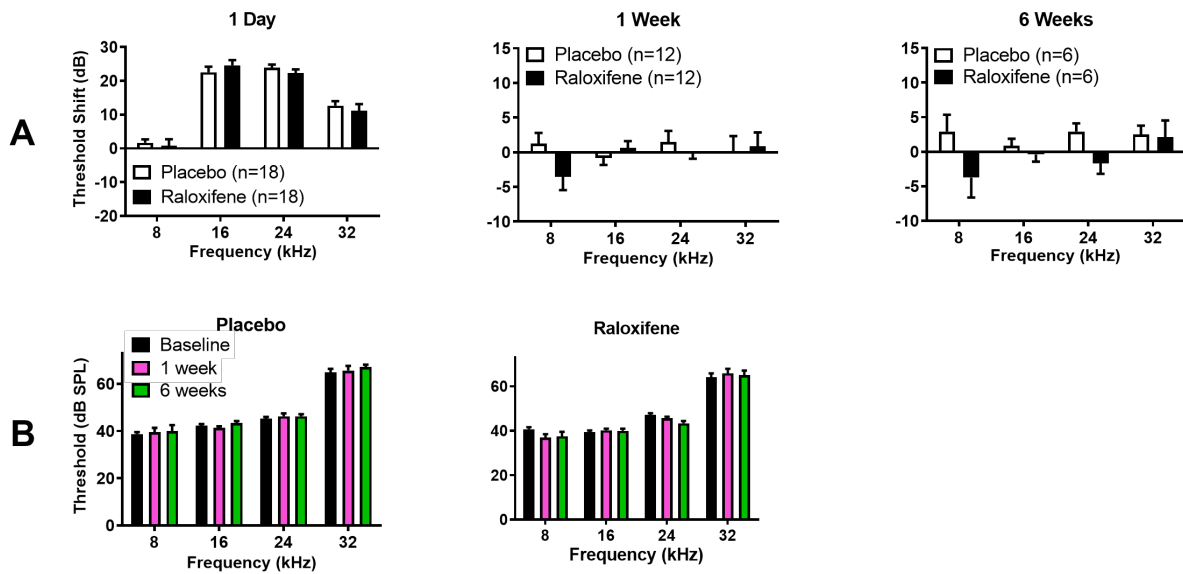 A
1 Day
Threshold Shift (dB)
30
20
10
0
-10
-20
Placebo (n=18)
Raloxifene (n=18)
8 16 24 32
Frequency (kHz)
1 Week
15
10
5
0
-5
-10
Placebo (n=12)
Raloxifene (n=12)
8 16 24 32
Frequency (kHz)
6 Weeks
15
10
5
0
-5
-10
Placebo (n=6)
Raloxifene (n=6)
8 16 24 32
Frequency (kHz)
B
Placebo
Threshold (dB SPL)
Baseline
1 week
6 weeks
60
40
20
0
8 16 24 32
Frequency (kHz)
Raloxifene
60
40
20
0
8 16 24 32
Frequency (kHz)